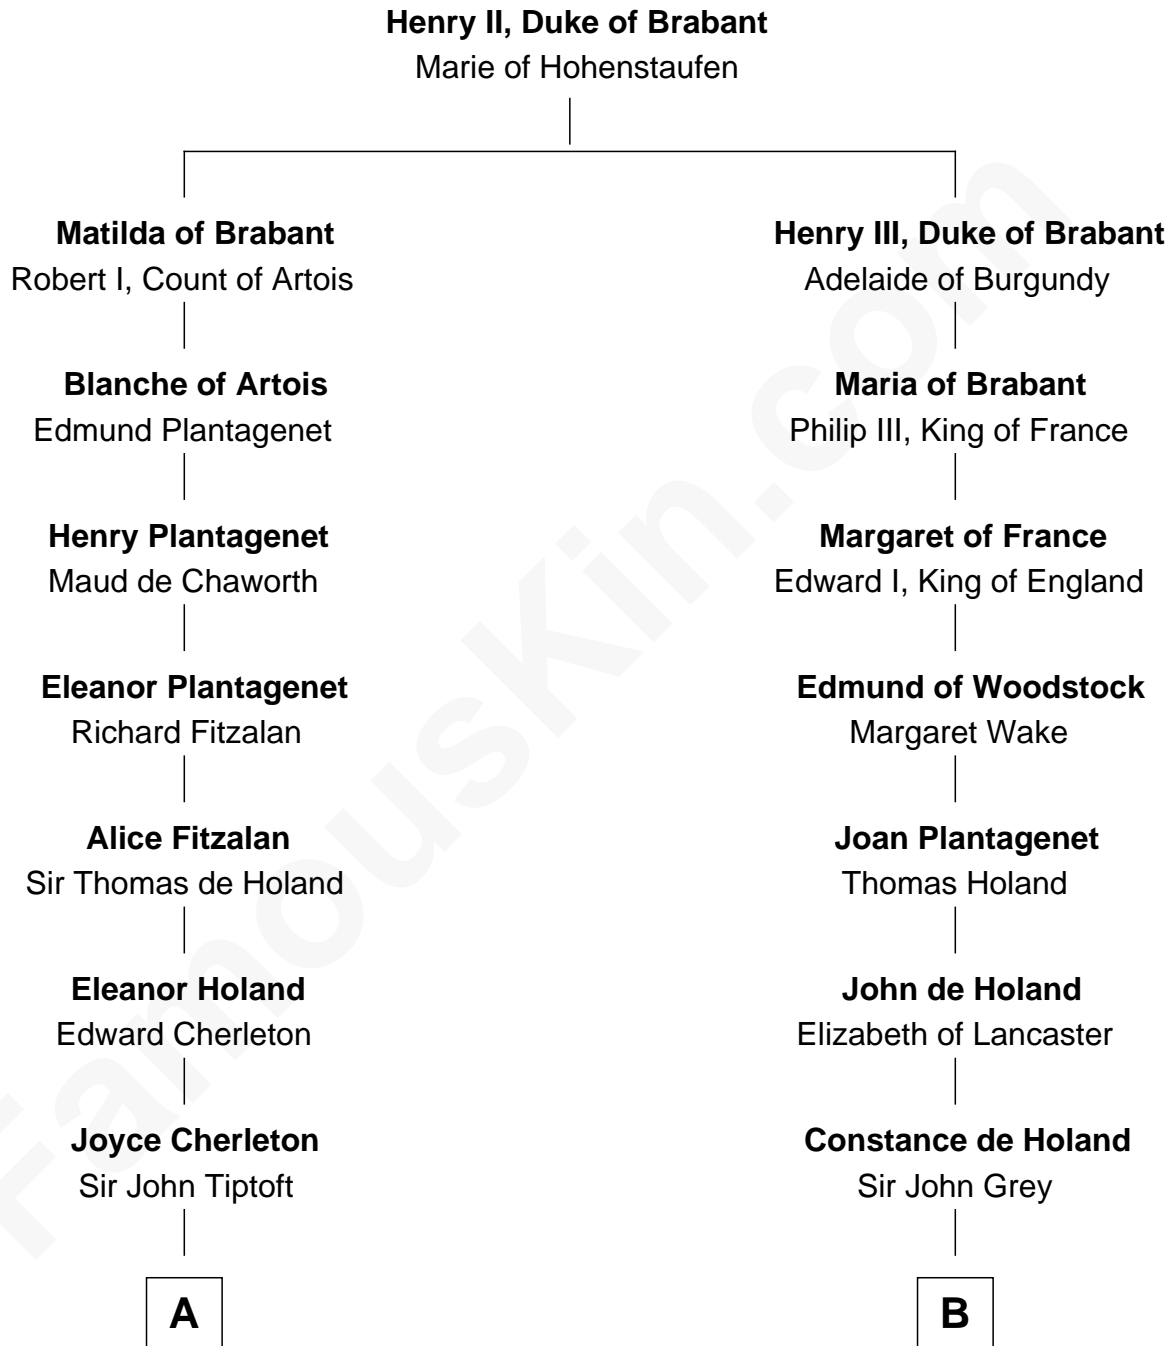 Henry II, Duke of Brabant
Marie of Hohenstaufen
Matilda of Brabant
Robert I, Count of Artois
Henry III, Duke of Brabant
Adelaide of Burgundy
Blanche of Artois
Edmund Plantagenet
Maria of Brabant
Philip III, King of France
Henry Plantagenet
Maud de Chaworth
Margaret of France
Edward I, King of England
Eleanor Plantagenet
Richard Fitzalan
Edmund of Woodstock
Margaret Wake
Alice Fitzalan
Sir Thomas de Holand
Joan Plantagenet
Thomas Holand
Eleanor Holand
Edward Cherleton
John de Holand
Elizabeth of Lancaster
Joyce Cherleton
Sir John Tiptoft
Constance de Holand
Sir John Grey
A
B
FamousKin.com